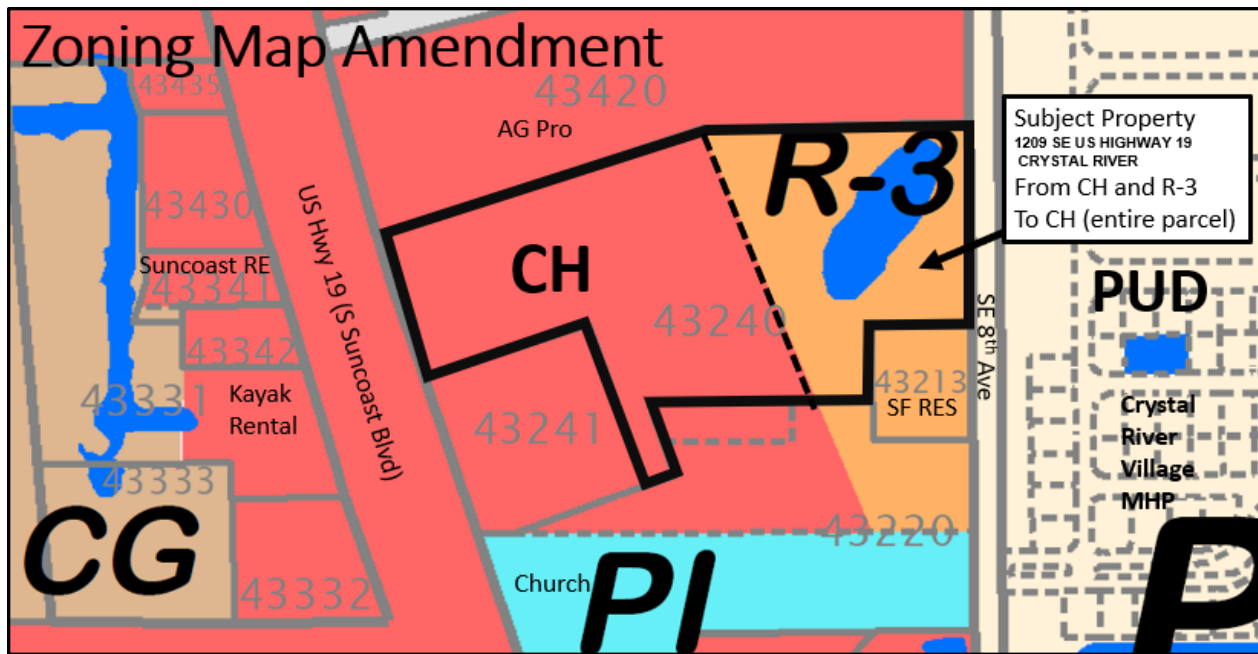 Zoning Map Amendment
43435
43420
AG Pro
Subject Property
1209 SE US HIGHWAY 19
CRYSTAL RIVER
From CH and R-3
To CH (entire parcel)
R-3
43430
US Hwy 19 (S Suncoast Blvd)
Suncoast RE
43341
CH
43240
SE 8th Ave
PUD
43342
43331
Kayak
Rental
43241
43213
SF RES
Crystal
River
Village
MHP
43333
CG
43220
43332
Church
PI
P